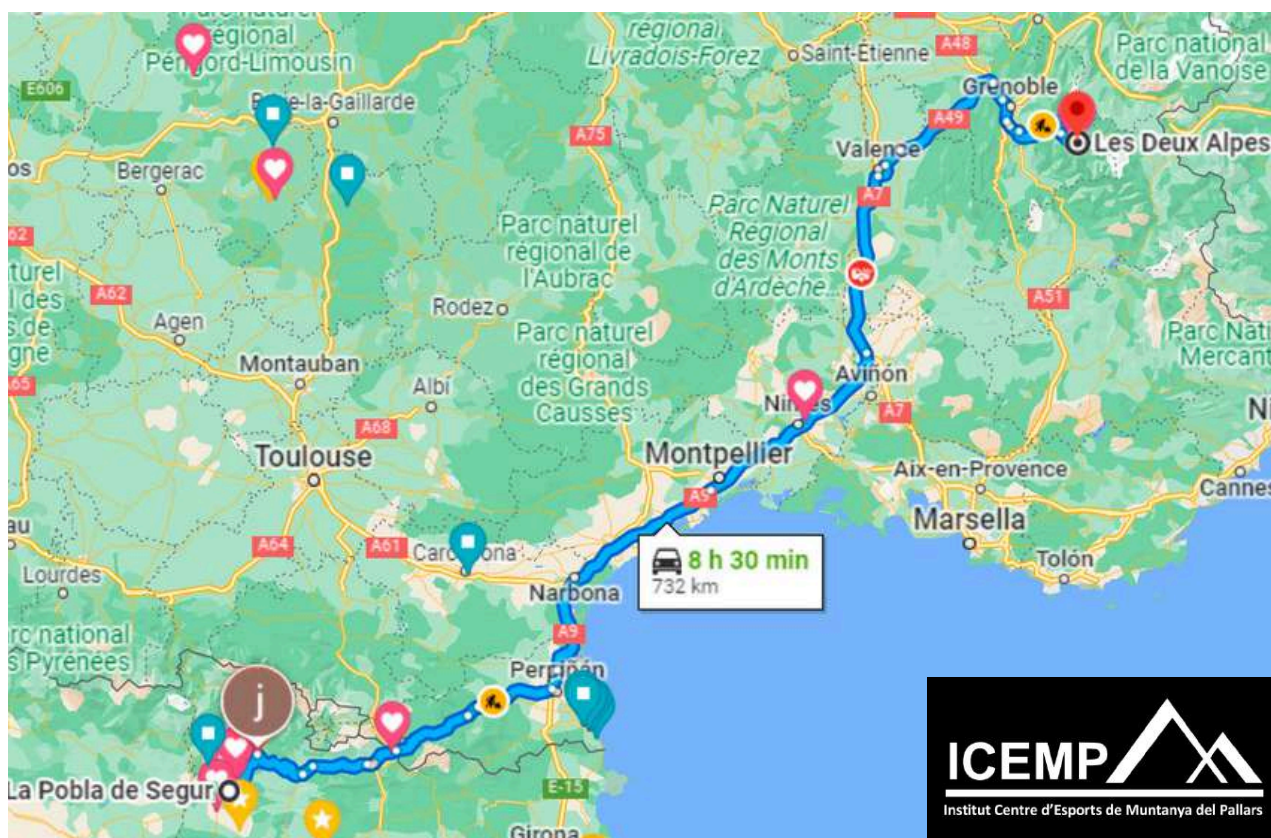 régional
Périgord-Limousin
E606
Brive-la-Gaillarde
Bergerac
régional
Livradois-Forez
Saint-Étienne
A48
Parc national
de la Vanoise
Grenoble
A49
A75
Les Deux Alpes
Valence
A7
Parc Naturel
Régional
des Monts
d'Ardèche...
Parc naturel
régional de
l'Aubrac
A62
Agen
Rodez
A51
Montauban
Albi
Parc naturel
régional
des Grands
Causses
Aviñón
A7
Nimes
A68
Toulouse
Montpellier
A9
Aix-en-Provence
Cannes
Marsella
Tolón
A64
A61
Lourdes
Narbona
8 h 30 min
732 km
A9
Perpiñán
j
La Pobla de Segur
E-15
Girona
ICEMP
Institut Centre d'Esports de Muntanya del Pallars